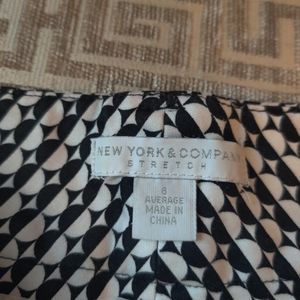 NEW YORK & COMPANY
STRETCH
8
AVERAGE
MADE IN
CHINA